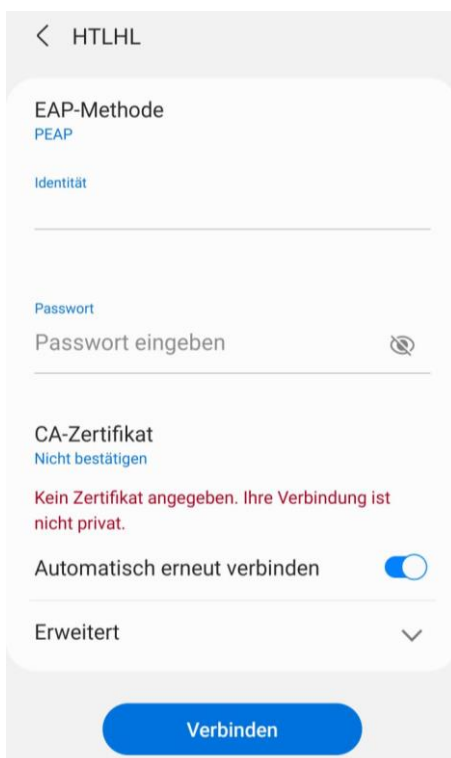 HTLHL
EAP-Methode
PEAP
Identität
Passwort
Passwort eingeben
CA-Zertifikat
Nicht bestätigen
Kein Zertifikat angegeben. Ihre Verbindung ist
nicht privat.
Automatisch erneut verbinden
Erweitert
Verbinden